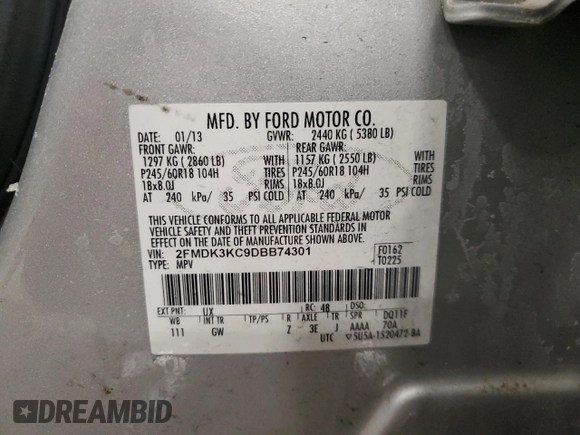 MFD. BY FORD MOTOR CO.
DATE: 01/13 GVWR: 2440 KG ( 5380 LB)
FRONT GAWR: REAR GAWR:
1297 KG ( 2860 LB) WITH 1157 KG ( 2550 LB) WITH
P245/60R18 104H TIRES P245/60R18 104H TIRES
18x8.0J RIMS 18x8.0J RIMS
AT 240 kPa/ 35 PSI COLD AT 240 kPa/ 35 PSI COLD
THIS VEHICLE CONFORMS TO ALL APPLICABLE FEDERAL MOTOR
VEHICLE SAFETY AND THEFT PREVENTION STANDARDS IN
EFFECT ON THE DATE OF MANUFACTURE SHOWN ABOVE.
VIN: 2FMDK3KC9DBB74301 F0162
TYPE: MPV T0225
EXT PNT: UX RC: 48 DSO:
WB INT TR TP/PS R AXLE TR SPR DQ11F
111 GW Z 3E J AAAA 70A
UTC ▽5U5A-1520472-BA
DREAMBID